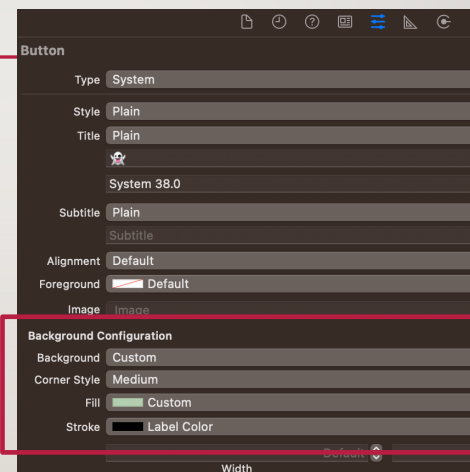 Button
Type System
Style Plain
Title Plain
👻
System 38.0
Subtitle Plain
Subtitle
Alignment Default
Foreground Default
Image Image
Background Configuration
Background Custom
Corner Style Medium
Fill Custom
Stroke Label Color
Default
Width